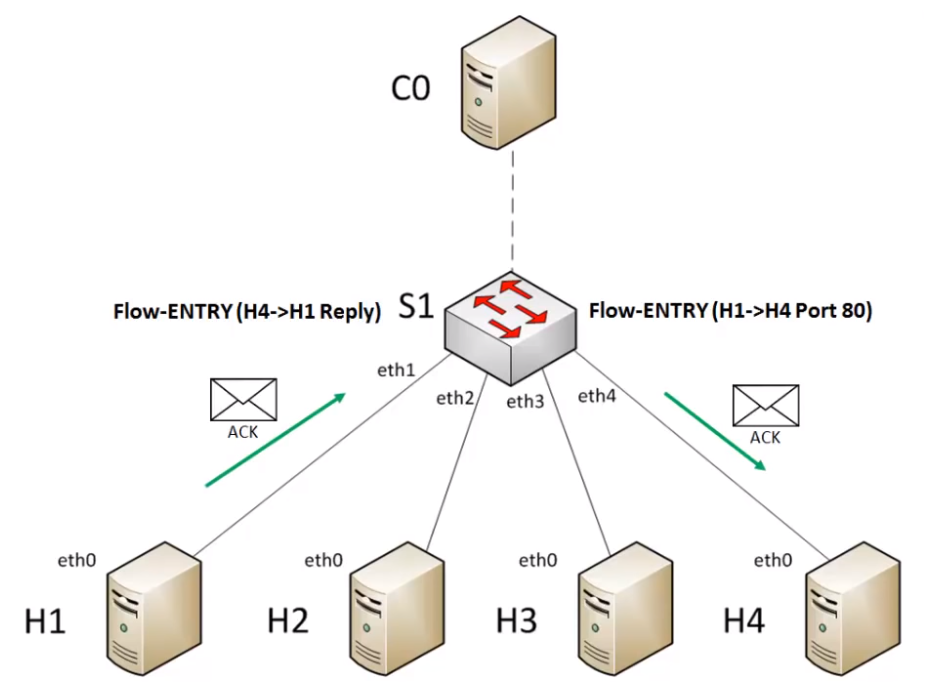 C0
Flow-ENTRY (H4->H1 Reply)
S1
Flow-ENTRY (H1->H4 Port 80)
eth1
eth2
eth3
eth4
ACK
ACK
eth0
eth0
eth0
eth0
H1
H2
H3
H4